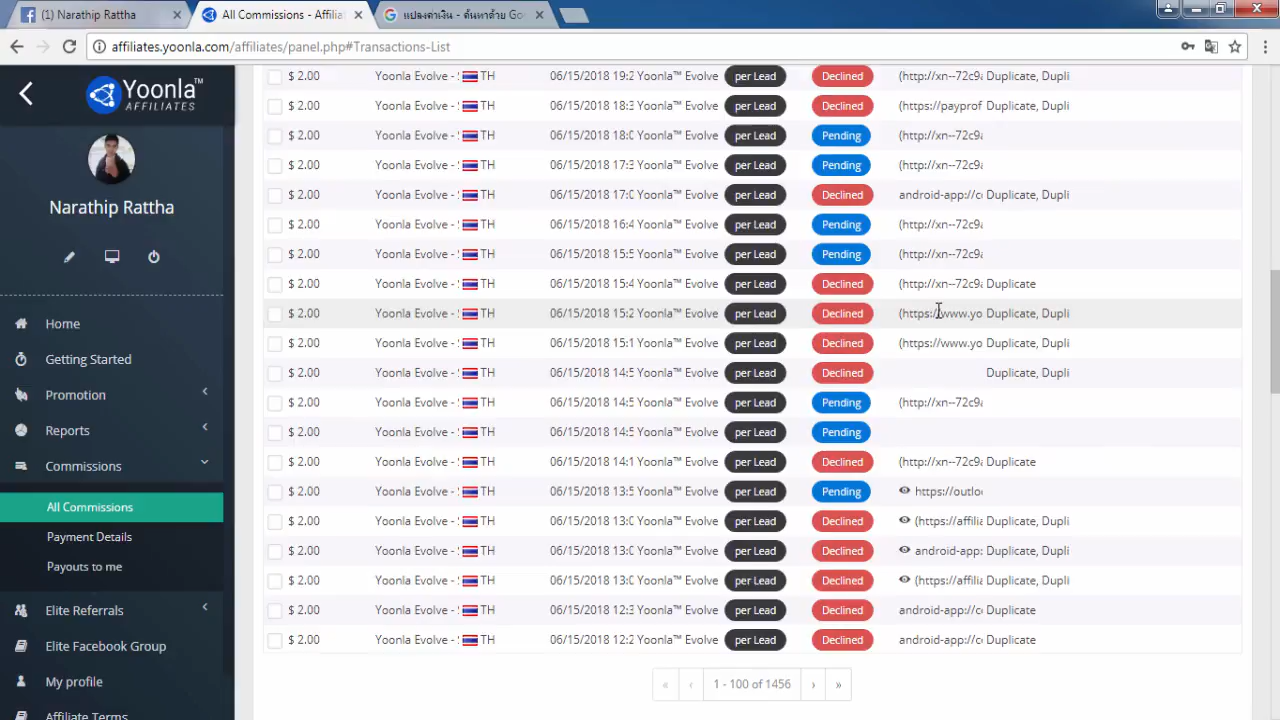 (1) Narathip Rattha
All Commissions - Affilia
แปลงค่าเงิน - ค้นหาด้วย Go
affiliates.yoonla.com/affiliates/panel.php#Transactions-List
Yoonla™
AFFILIATES
Narathip Rattha
Home
Getting Started
Promotion
Reports
Commissions
All Commissions
Payment Details
Payouts to me
Elite Referrals
Elite Facebook Group
My profile
Affiliate Terms
$ 2.00 Yoonla Evolve - TH 06/15/2018 19:2 Yoonla™ Evolve per Lead Declined (http://xn--72c9a Duplicate, Dupli
$ 2.00 Yoonla Evolve - TH 06/15/2018 18:3 Yoonla™ Evolve per Lead Declined (https://payprof Duplicate, Dupli
$ 2.00 Yoonla Evolve - TH 06/15/2018 18:0 Yoonla™ Evolve per Lead Pending (http://xn--72c9a
$ 2.00 Yoonla Evolve - TH 06/15/2018 17:3 Yoonla™ Evolve per Lead Pending (http://xn--72c9a
$ 2.00 Yoonla Evolve - TH 06/15/2018 17:0 Yoonla™ Evolve per Lead Declined android-app://c Duplicate, Dupli
$ 2.00 Yoonla Evolve - TH 06/15/2018 16:4 Yoonla™ Evolve per Lead Pending (http://xn--72c9a
$ 2.00 Yoonla Evolve - TH 06/15/2018 15: Yoonla™ Evolve per Lead Pending (http://xn--72c9a
$ 2.00 Yoonla Evolve - TH 06/15/2018 15: Yoonla™ Evolve per Lead Declined (http://xn--72c9a Duplicate
$ 2.00 Yoonla Evolve - TH 06/15/2018 15:2 Yoonla™ Evolve per Lead Declined (https://www.yo Duplicate, Dupli
$ 2.00 Yoonla Evolve - TH 06/15/2018 15:1 Yoonla™ Evolve per Lead Declined https://www.yo Duplicate, Dupli
$ 2.00 Yoonla Evolve - TH 06/15/2018 14:5 Yoonla™ Evolve per Lead Declined Duplicate, Dupli
$ 2.00 Yoonla Evolve - TH 06/15/2018 14:5 Yoonla™ Evolve per Lead Pending http://xn--72c9a
$ 2.00 Yoonla Evolve - TH 06/15/2018 14:5 Yoonla™ Evolve per Lead Pending
$ 2.00 Yoonla Evolve - TH 06/15/2018 14:1 Yoonla™ Evolve per Lead Declined (http://xn--72c9a Duplicate
$ 2.00 Yoonla Evolve - TH 06/15/2018 13: Yoonla™ Evolve per Lead Pending https://outlo
$ 2.00 Yoonla Evolve - TH 06/15/2018 13:0 Yoonla™ Evolve per Lead Declined (https://affilia Duplicate, Dupli
$ 2.00 Yoonla Evolve - TH 06/15/2018 13:0 Yoonla™ Evolve per Lead Declined android-app: Duplicate, Dupli
$ 2.00 Yoonla Evolve - TH 06/15/2018 12: Yoonla™ Evolve per Lead Declined (https://affilia Duplicate, Dupli
$ 2.00 Yoonla Evolve - TH 06/15/2018 12:3 Yoonla™ Evolve per Lead Declined android-app://c Duplicate
$ 2.00 Yoonla Evolve - TH 06/15/2018 12:2 Yoonla™ Evolve per Lead Declined android-app://c Duplicate
« ‹ 1 - 100 of 1456 › »